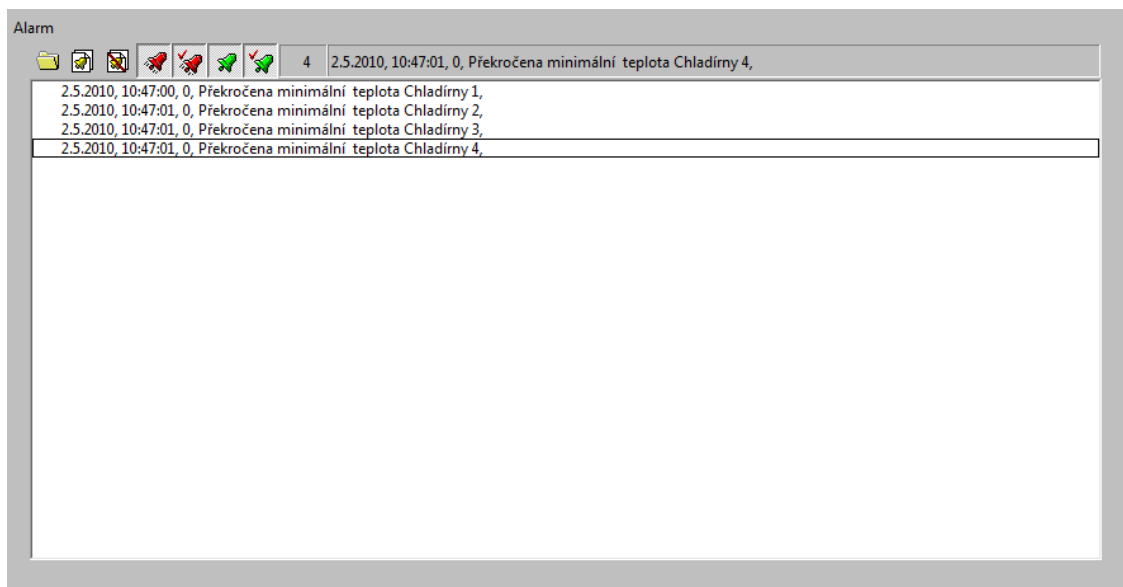 Alarm
4 2.5.2010, 10:47:01, 0, Překročena minimální  teplota Chladírny 4,
2.5.2010, 10:47:00, 0, Překročena minimální  teplota Chladírny 1,
2.5.2010, 10:47:01, 0, Překročena minimální  teplota Chladírny 2,
2.5.2010, 10:47:01, 0, Překročena minimální  teplota Chladírny 3,
2.5.2010, 10:47:01, 0, Překročena minimální  teplota Chladírny 4,